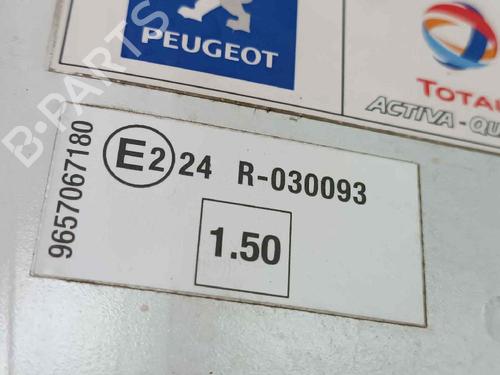 PEUGEOT
TOTAL
ACTIVA-QU
9657067180
E2 24 R-030093
1.50
B-PARTS